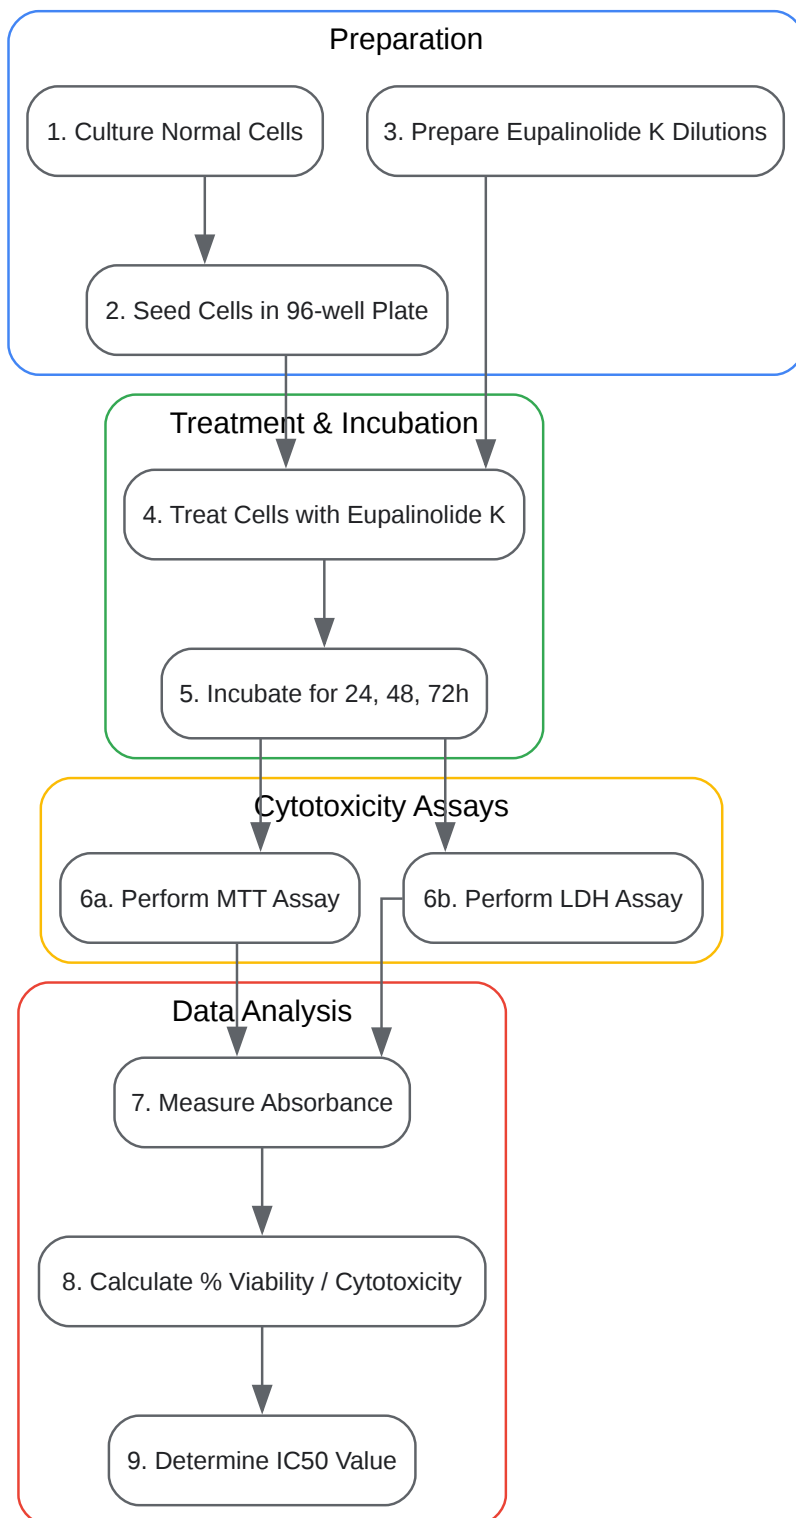 Preparation
1. Culture Normal Cells
3. Prepare Eupalinolide K Dilutions
2. Seed Cells in 96-well Plate
Treatment & Incubation
4. Treat Cells with Eupalinolide K
5. Incubate for 24, 48, 72h
Cytotoxicity Assays
6a. Perform MTT Assay
6b. Perform LDH Assay
Data Analysis
7. Measure Absorbance
8. Calculate % Viability / Cytotoxicity
9. Determine IC50 Value